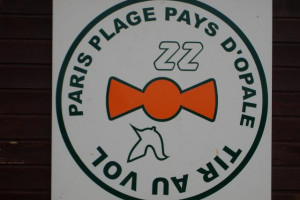 PARIS PLAGE PAYS D'OPALE
ZZ
TIR AU VOL